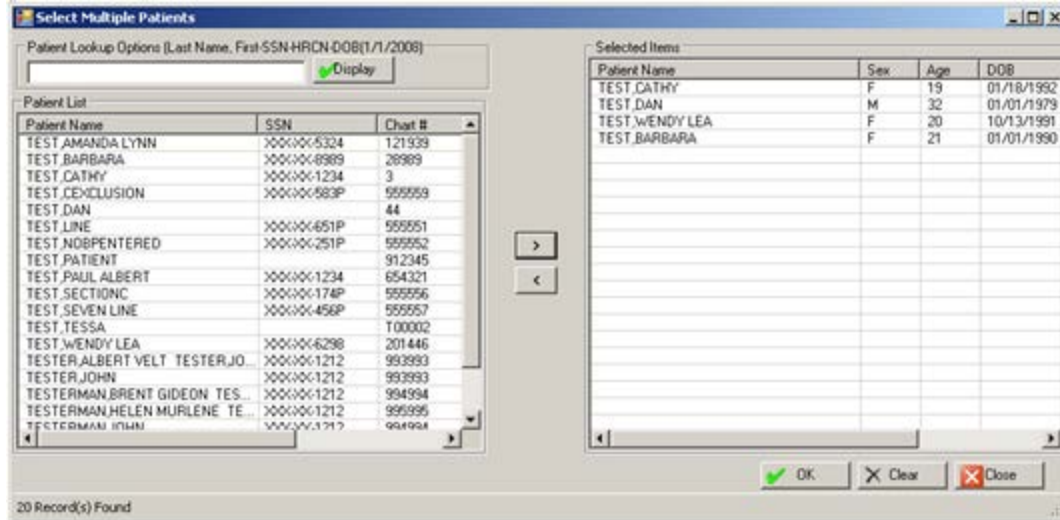 Select Multiple Patients
Patient Lookup Options (Last Name, First-SSN-HRCN-DOB(1/1/2008)
Display
Patient List
Patient Name SSN Chart #
TEST,AMANDA LYNN XXX-XX-5324 121939
TEST,BARBARA XXX-XX-8989 28989
TEST,CATHY XXX-XX-1234 3
TEST,CEXCLUSION XXX-XX-583P 555559
TEST,DAN 44
TEST,LINE XXX-XX-651P 555551
TEST,NOBPENTERED XXX-XX-251P 555552
TEST,PATIENT 912345
TEST,PAUL ALBERT XXX-XX-1234 654321
TEST,SECTIONC XXX-XX-174P 555556
TEST,SEVEN LINE XXX-XX-456P 555557
TEST,TESSA T00002
TEST,WENDY LEA XXX-XX-6298 201446
TESTER,ALBERT VELT TESTER,JO... XXX-XX-1212 993993
TESTER,JOHN XXX-XX-1212 993993
TESTERMAN,BRENT GIDEON TES... XXX-XX-1212 994994
TESTERMAN,HELEN MURLENE TE... XXX-XX-1212 995995
TESTERMAN,JOHN XXX-XX-1212 994994
>
<
Selected Items
Patient Name Sex Age DOB
TEST,CATHY F 19 01/18/1992
TEST,DAN M 32 01/01/1979
TEST,WENDY LEA F 20 10/13/1991
TEST,BARBARA F 21 01/01/1990
OK Clear Close
20 Record(s) Found